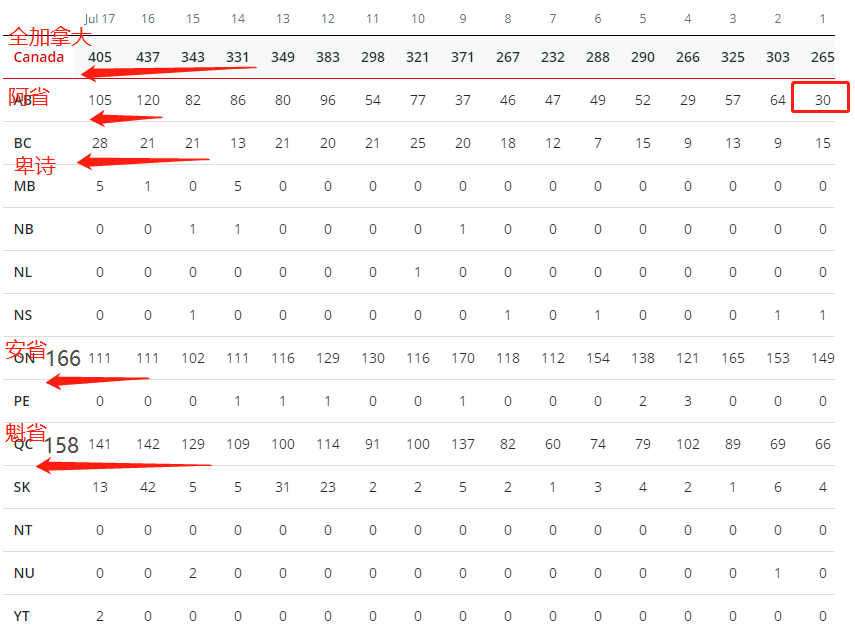 Jul 17 16 15 14 13 12 11 10 9 8 7 6 5 4 3 2 1
全加拿大
Canada 405 437 343 331 349 383 298 321 371 267 232 288 290 266 325 303 265
阿省
AB 105 120 82 86 80 96 54 77 37 46 47 49 52 29 57 64 30
BC 28 21 21 13 21 20 21 25 20 18 12 7 15 9 13 9 15
卑诗
MB 5 1 0 5 0 0 0 0 0 0 0 0 0 0 0 0 0
NB 0 0 1 1 0 0 0 0 1 0 0 0 0 0 0 0 0
NL 0 0 0 0 0 0 0 1 0 0 0 0 0 0 0 0 0
NS 0 0 1 0 0 0 0 0 0 1 0 1 0 0 0 1 1
安省
ON 166 111 111 102 111 116 129 130 116 170 118 112 154 138 121 165 153 149
PE 0 0 0 1 1 1 0 0 1 0 0 0 2 3 0 0 0
魁省
QC 158 141 142 129 109 100 114 91 100 137 82 60 74 79 102 89 69 66
SK 13 42 5 5 31 23 2 2 5 2 1 3 4 2 1 6 4
NT 0 0 0 0 0 0 0 0 0 0 0 0 0 0 0 0 0
NU 0 0 2 0 0 0 0 0 0 0 0 0 0 0 0 1 0
YT 2 0 0 0 0 0 0 0 0 0 0 0 0 0 0 0 0